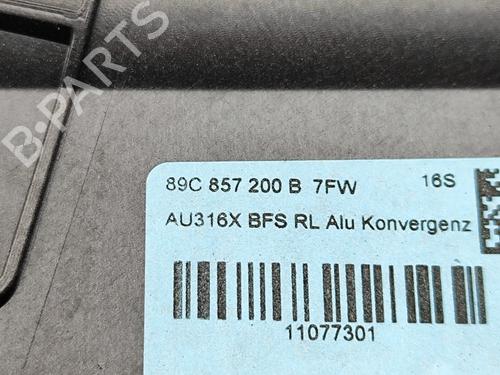 B-PARTS
89C 857 200 B 7FW 16S
AU316X BFS RL Alu Konvergenz
11077301